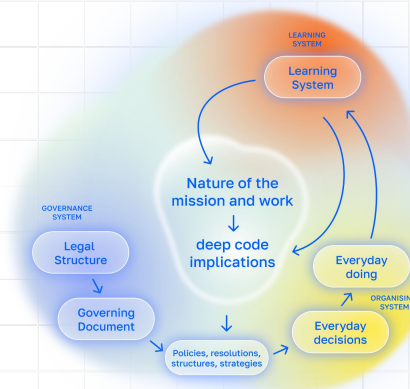 LEARNING
SYSTEM
Learning
System
Nature of the
mission and work
deep code
implications
GOVERNANCE
SYSTEM
Legal
Structure
Governing
Document
Policies, resolutions,
structures, strategies
Everyday
doing
ORGANISIN
SYSTEM
Everyday
decisions